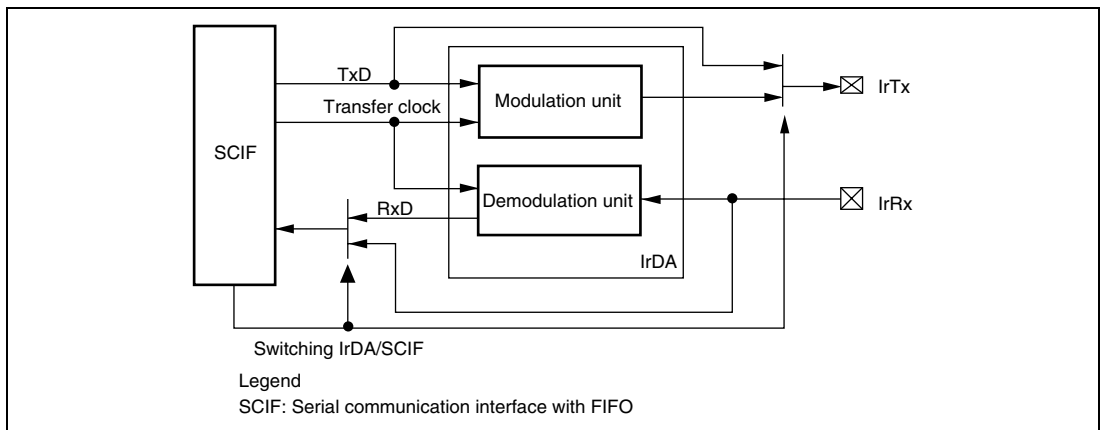 TxD
Modulation unit
IrTx
Transfer clock
SCIF
Demodulation unit
IrRx
RxD
IrDA
Switching IrDA/SCIF
Legend
SCIF: Serial communication interface with FIFO